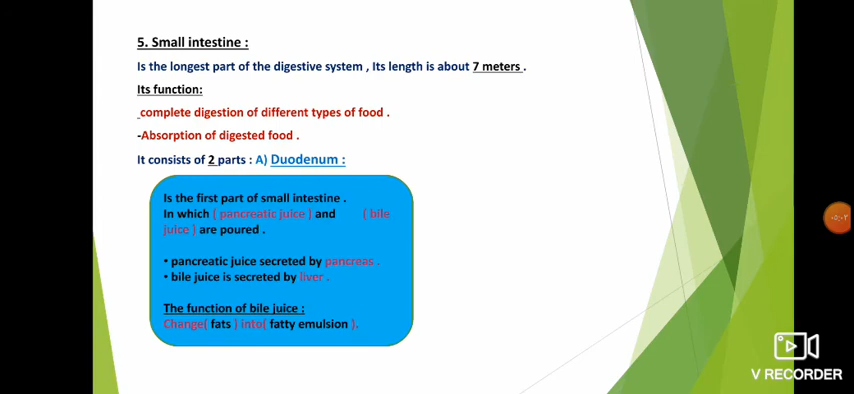 5. Small intestine :
Is the longest part of the digestive system , Its length is about 7 meters .
Its function:
_complete digestion of different types of food .
-Absorption of digested food .
It consists of 2 parts : A) Duodenum :
Is the first part of small intestine .
In which ( pancreatic juice ) and ( bile
juice ) are poured .
• pancreatic juice secreted by pancreas .
• bile juice is secreted by liver .
The function of bile juice :
Change( fats ) into( fatty emulsion ).
٠٥:٠٢
V RECORDER